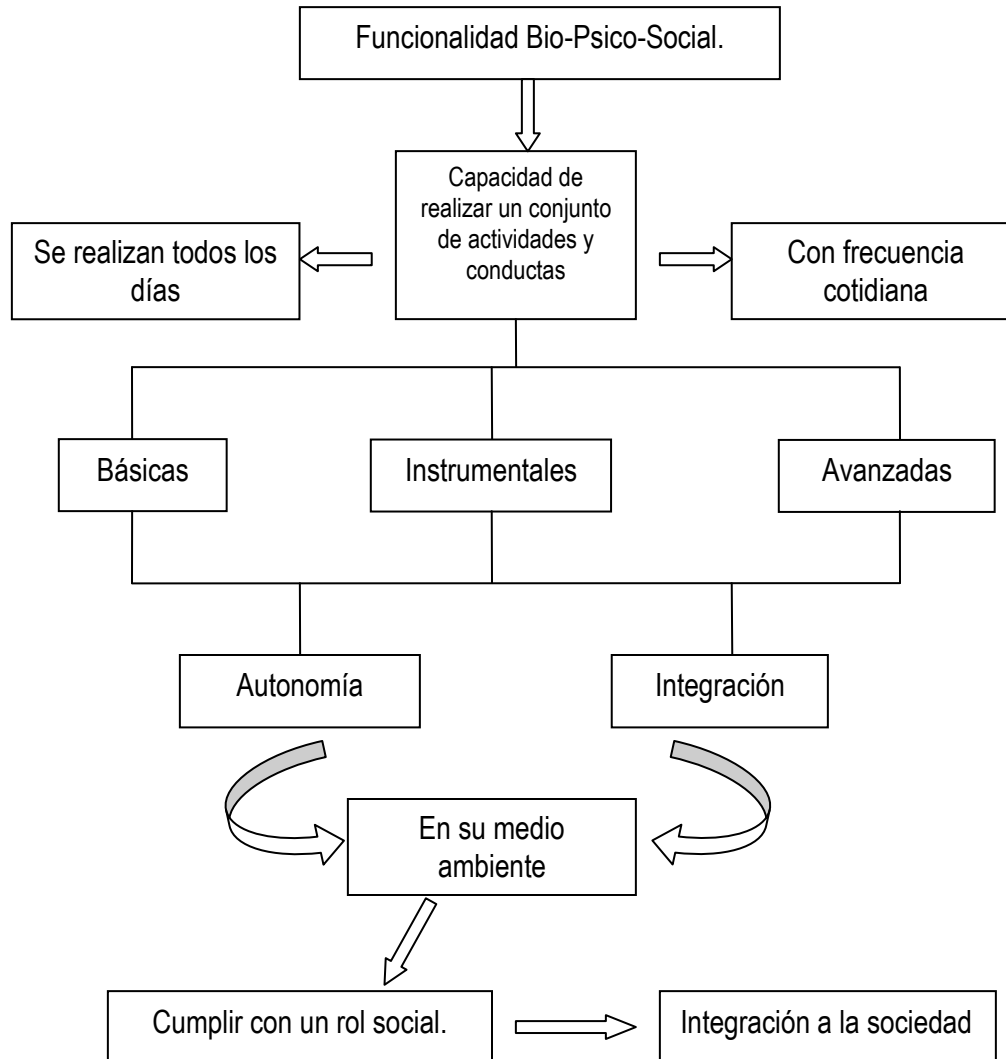 Funcionalidad Bio-Psico-Social.
Capacidad de
realizar un conjunto
de actividades y
conductas
Se realizan todos los
días
Con frecuencia
cotidiana
Básicas
Instrumentales
Avanzadas
Autonomía
Integración
En su medio
ambiente
Cumplir con un rol social.
Integración a la sociedad